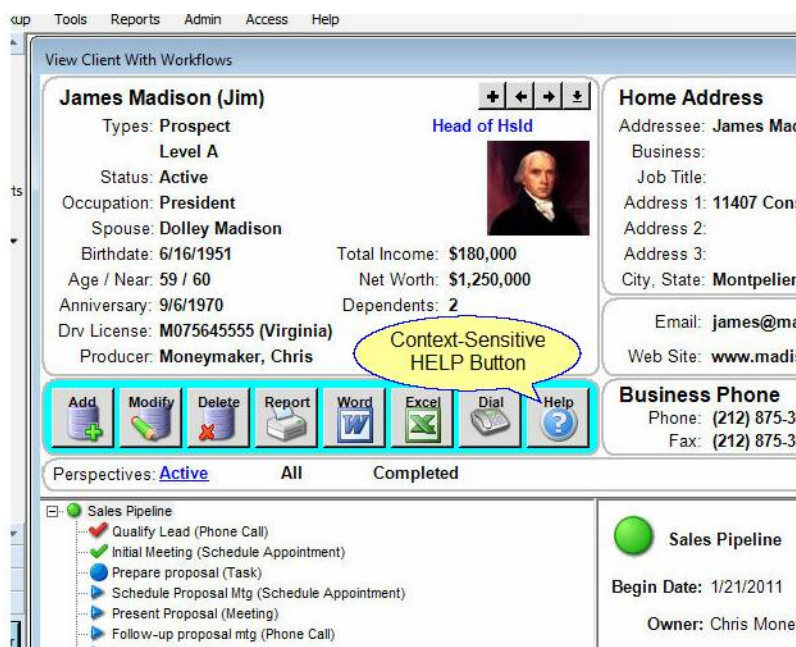 Tools Reports Admin Access Help
View Client With Workflows
James Madison (Jim)
Types: Prospect
Head of Hsld
Level A
Status: Active
Occupation: President
Spouse: Dolley Madison
Birthdate: 6/16/1951
Total Income: $180,000
Age / Near: 59 / 60
Net Worth: $1,250,000
Anniversary: 9/6/1970
Dependents: 2
Drv License: M075645555 (Virginia)
Producer: Moneymaker, Chris
Context-Sensitive
HELP Button
Home Address
Addressee: James Mad
Business:
Job Title:
Address 1: 11407 Cons
Address 2:
Address 3:
City, State: Montpelier
Email: james@ma
Web Site: www.madis
Add Modify Delete Report Word Excel Dial Help
Business Phone
Phone: (212) 875-3
Fax: (212) 875-3
Perspectives: Active All Completed
Sales Pipeline
Qualify Lead (Phone Call)
Initial Meeting (Schedule Appointment)
Prepare proposal (Task)
Schedule Proposal Mtg (Schedule Appointment)
Present Proposal (Meeting)
Follow-up proposal mtg (Phone Call)
Sales Pipeline
Begin Date: 1/21/2011
Owner: Chris Mone